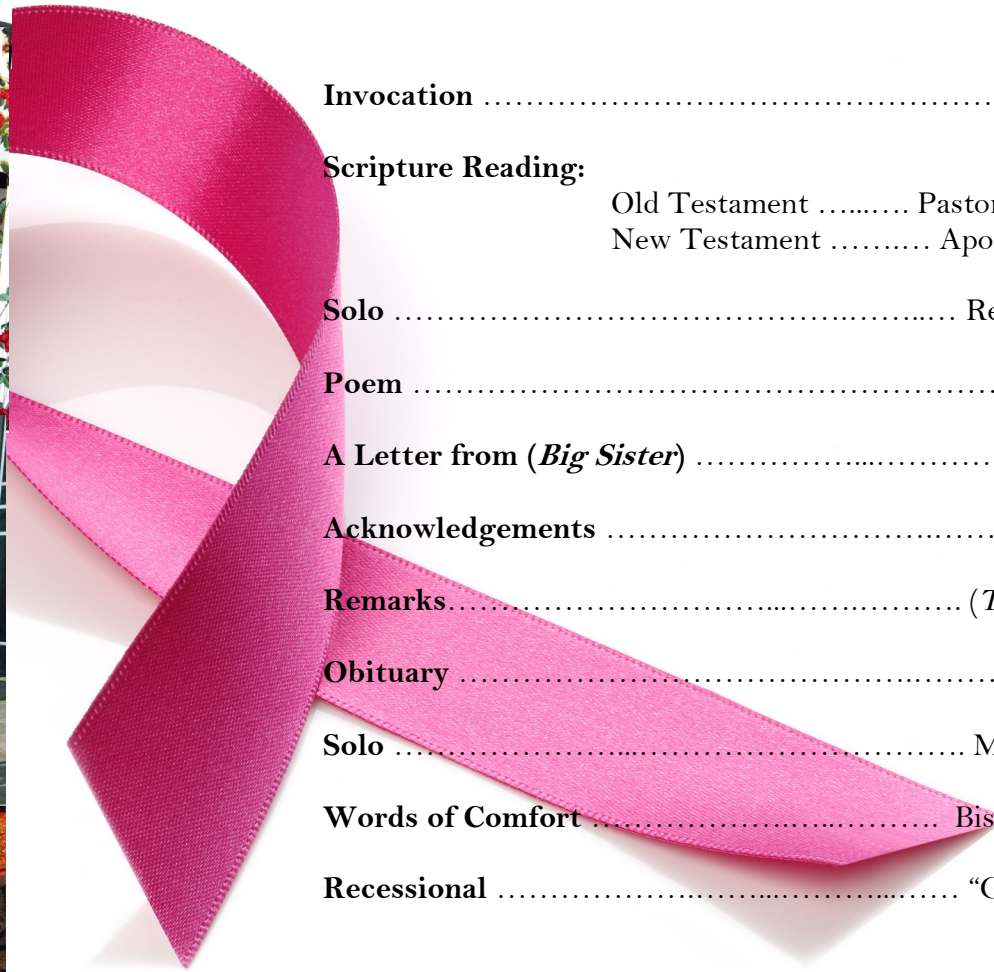 Invocation ……………………………………………
Scripture Reading:
Old Testament …...…. Pastor
New Testament …….… Apo
Solo ……………………………………….……..… Re
Poem ……………………………………………………
A Letter from (Big Sister) ……………...…………
Acknowledgements ………………………….……
Remarks……………………………...…….………. (T
Obituary ………………………………………….……
Solo …………………...……………………………. M
Words of Comfort ………………….…..………. Bis
Recessional ………………….……...………...…… “C